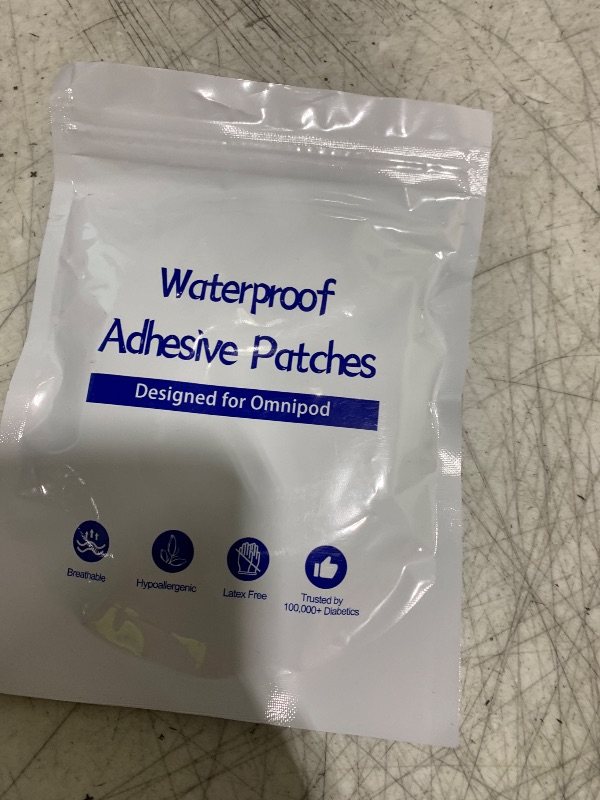 Waterproof
Adhesive Patches
Designed for Omnipod
Breathable
Hypoallergenic
Latex Free
Trusted by
100,000+ Diabetics